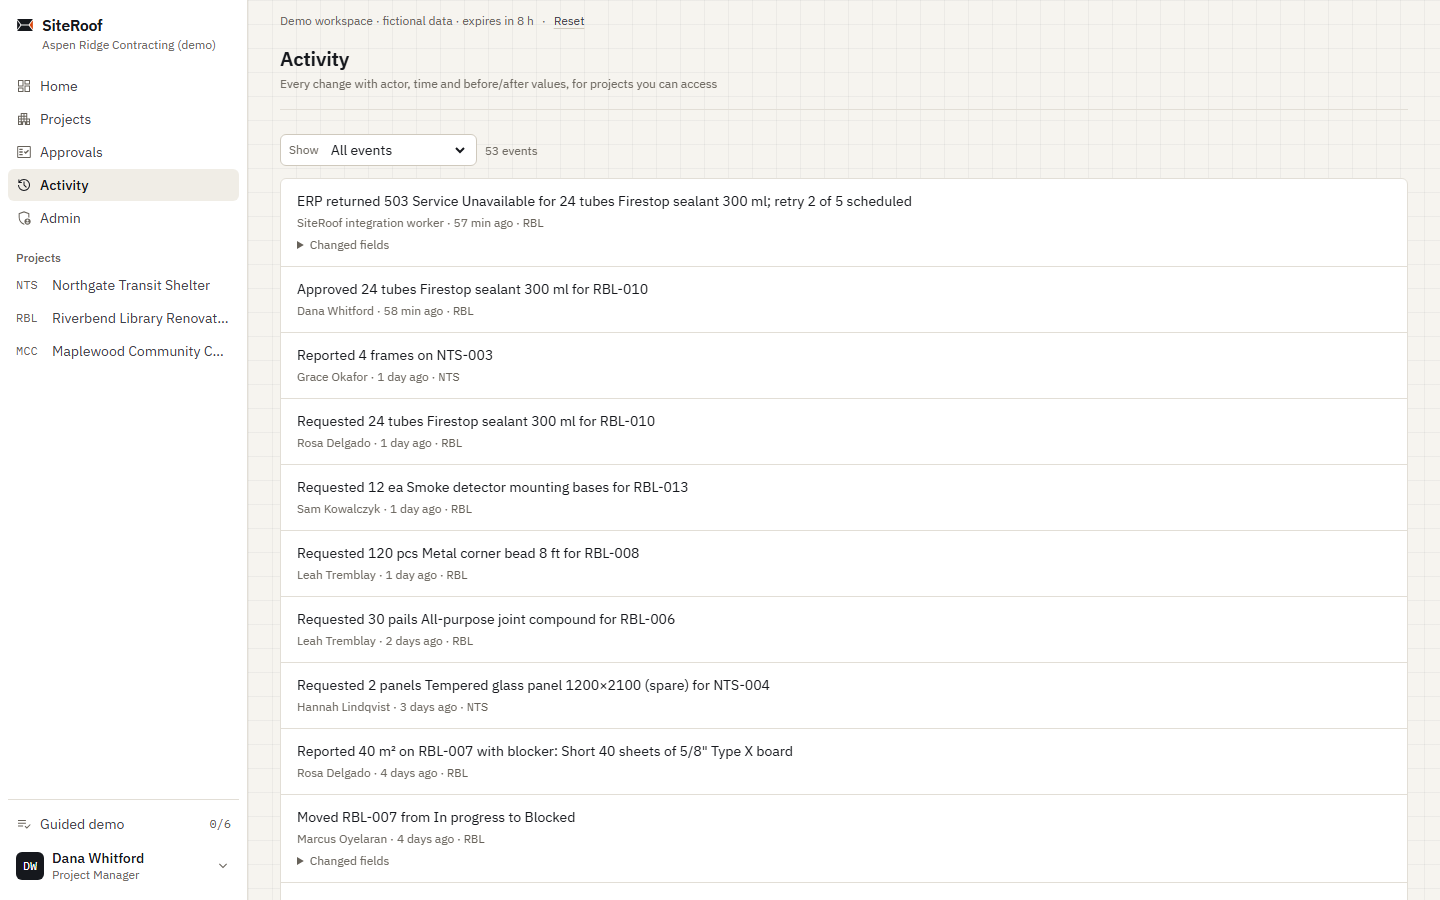 SiteRoof
Aspen Ridge Contracting (demo)
Home
Projects
Approvals
Activity
Admin
Projects
NTS Northgate Transit Shelter
RBL Riverbend Library Renovat...
MCC Maplewood Community C...
Guided demo 0/6
DW
Dana Whitford
Project Manager
Demo workspace · fictional data · expires in 8 h · Reset
Activity
Every change with actor, time and before/after values, for projects you can access
Show All events 53 events
ERP returned 503 Service Unavailable for 24 tubes Firestop sealant 300 ml; retry 2 of 5 scheduled
SiteRoof integration worker · 57 min ago · RBL
Changed fields
Approved 24 tubes Firestop sealant 300 ml for RBL-010
Dana Whitford · 58 min ago · RBL
Reported 4 frames on NTS-003
Grace Okafor · 1 day ago · NTS
Requested 24 tubes Firestop sealant 300 ml for RBL-010
Rosa Delgado · 1 day ago · RBL
Requested 12 ea Smoke detector mounting bases for RBL-013
Sam Kowalczyk · 1 day ago · RBL
Requested 120 pcs Metal corner bead 8 ft for RBL-008
Leah Tremblay · 1 day ago · RBL
Requested 30 pails All-purpose joint compound for RBL-006
Leah Tremblay · 2 days ago · RBL
Requested 2 panels Tempered glass panel 1200×2100 (spare) for NTS-004
Hannah Lindqvist · 3 days ago · NTS
Reported 40 m² on RBL-007 with blocker: Short 40 sheets of 5/8" Type X board
Rosa Delgado · 4 days ago · RBL
Moved RBL-007 from In progress to Blocked
Marcus Oyelaran · 4 days ago · RBL
Changed fields